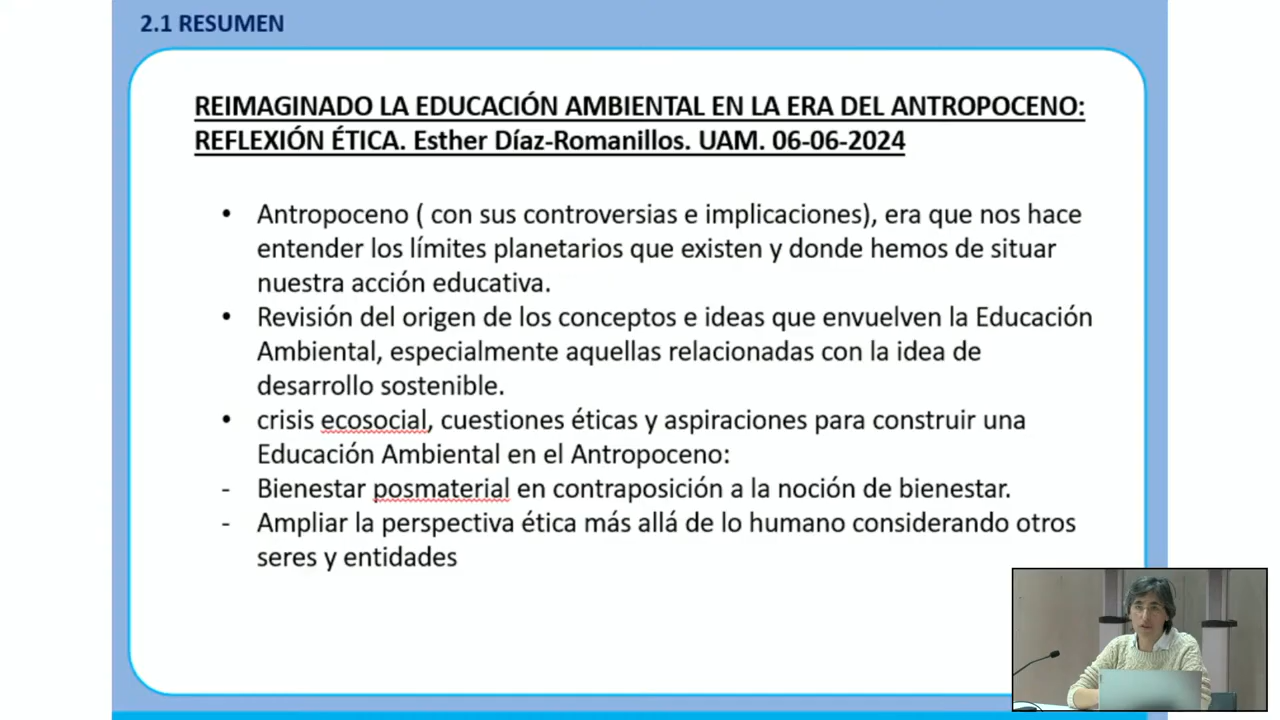 2.1 RESUMEN
REIMAGINADO LA EDUCACIÓN AMBIENTAL EN LA ERA DEL ANTROPOCENO:
REFLEXIÓN ÉTICA. Esther Díaz-Romanillos. UAM. 06-06-2024
• Antropoceno ( con sus controversias e implicaciones), era que nos hace
entender los límites planetarios que existen y donde hemos de situar
nuestra acción educativa.
• Revisión del origen de los conceptos e ideas que envuelven la Educación
Ambiental, especialmente aquellas relacionadas con la idea de
desarrollo sostenible.
• crisis ecosocial, cuestiones éticas y aspiraciones para construir una
Educación Ambiental en el Antropoceno:
- Bienestar posmaterial en contraposición a la noción de bienestar.
- Ampliar la perspectiva ética más allá de lo humano considerando otros
seres y entidades